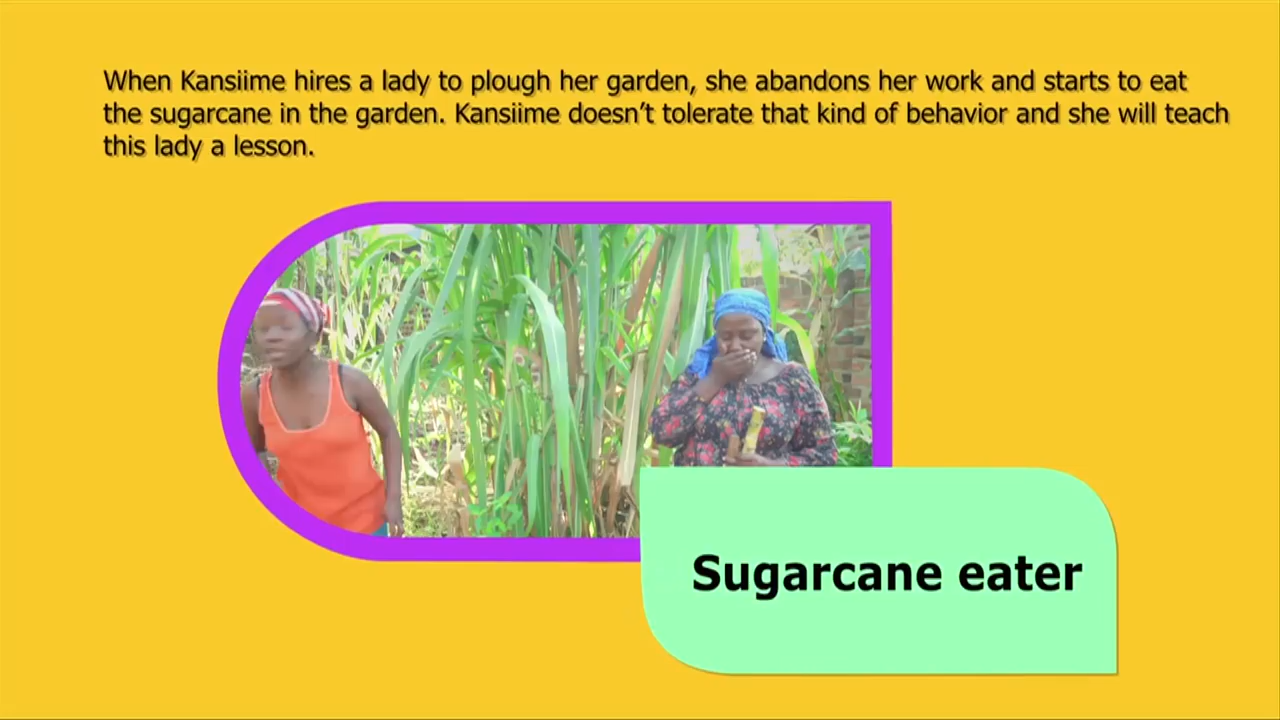 When Kansiime hires a lady to plough her garden, she abandons her work and starts to eat
the sugarcane in the garden. Kansiime doesn’t tolerate that kind of behavior and she will teach
this lady a lesson.
Sugarcane eater